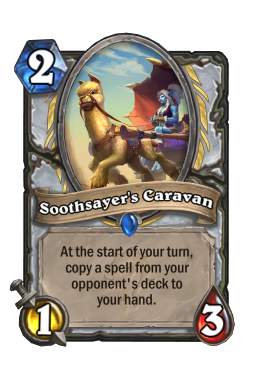 2
Soothsayer's Caravan
At the start of your turn,
copy a spell from your
opponent's deck to
your hand.
1
3